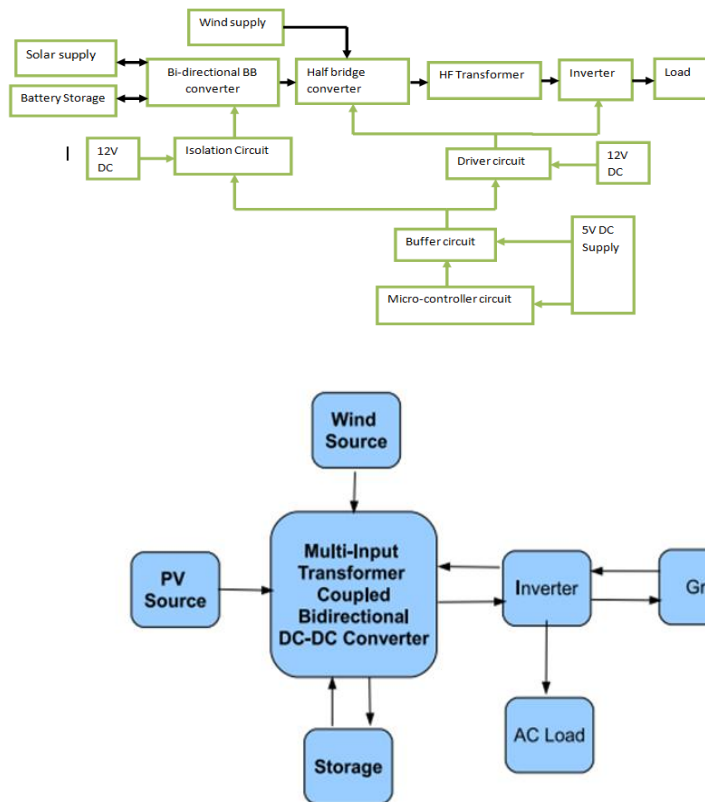 Wind supply
Solar supply
Bi-directional BB
converter
Half bridge
converter
HF Transformer
Inverter
Load
Battery Storage
12V
DC
Isolation Circuit
Driver circuit
12V
DC
Buffer circuit
5V DC
Supply
Micro-controller circuit
Wind
Source
PV
Source
Multi-Input
Transformer
Coupled
Bidirectional
DC-DC Converter
Inverter
Gr
AC Load
Storage